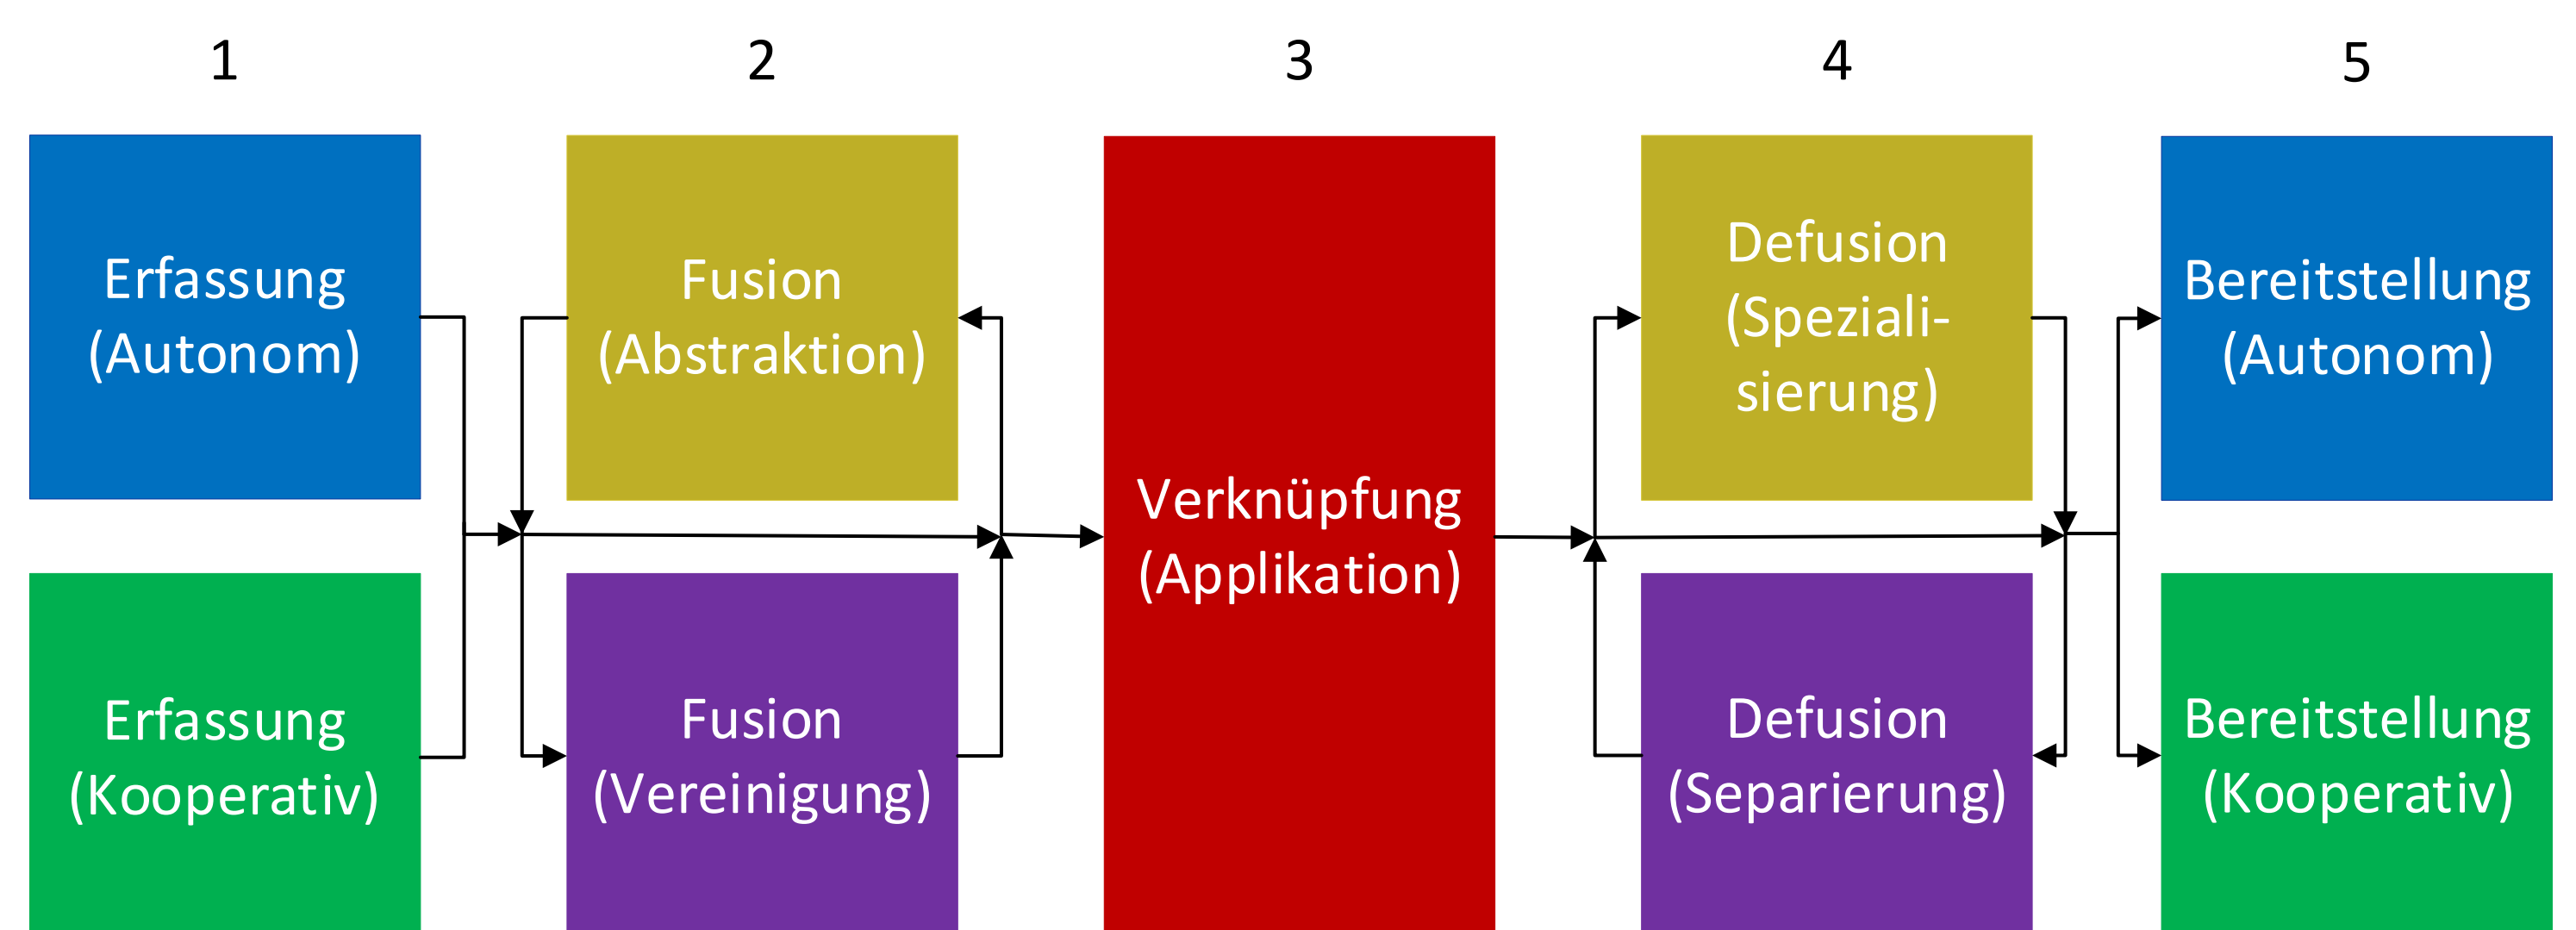 1
2
3
4
5
Erfassung
(Autonom)
Erfassung
(Kooperativ)
Fusion
(Abstraktion)
Fusion
(Vereinigung)
Verknüpfung
(Applikation)
Defusion
(Speziali-
sierung)
Defusion
(Separierung)
Bereitstellung
(Autonom)
Bereitstellung
(Kooperativ)